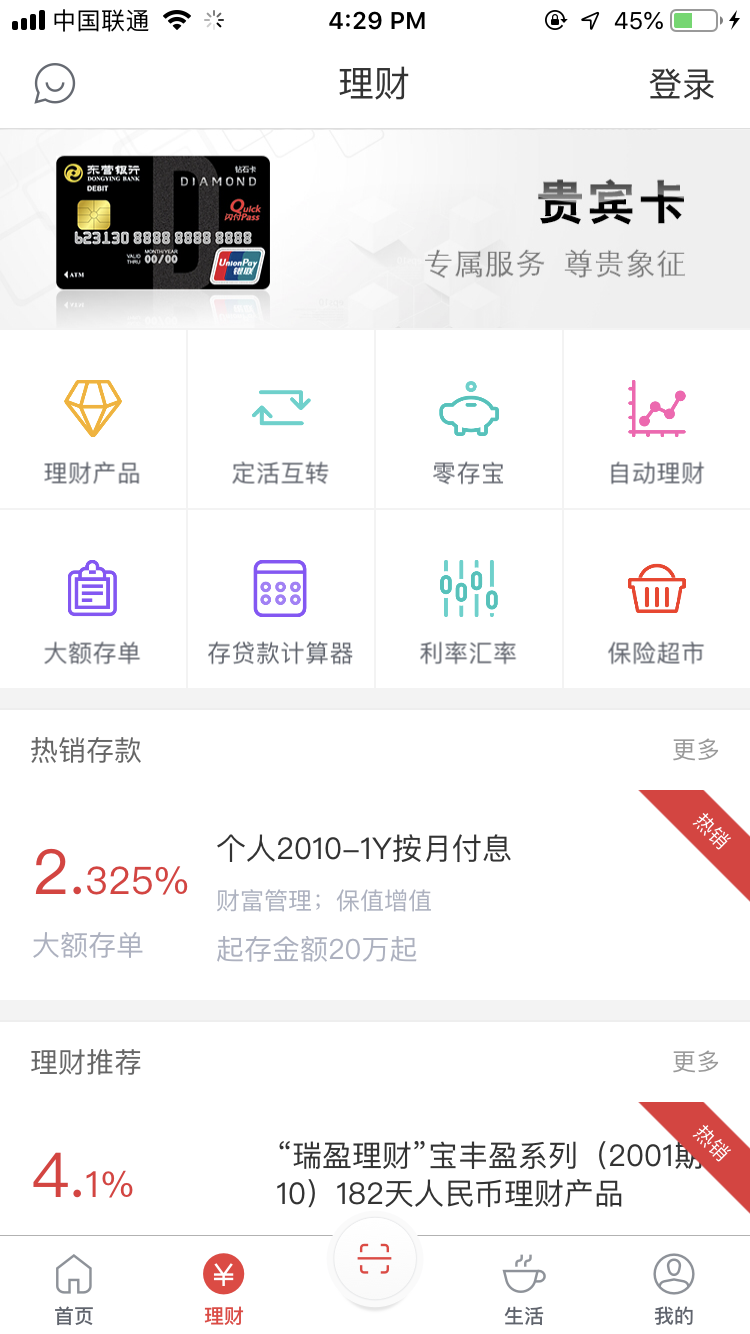 中国联通
4:29 PM
45%
理财
登录
东营银行
DONGYING BANK
DEBIT
钻石卡
DIAMOND
Quick
闪付Pass
623130 8888 8888 8888
MONTH/YEAR
VALID THRU 00/00
ATM
UnionPay
银联
贵宾卡
专属服务 尊贵象征
理财产品
定活互转
零存宝
自动理财
大额存单
存贷款计算器
利率汇率
保险超市
热销存款
更多
热销
2.325%
个人2010-1Y按月付息
财富管理；保值增值
大额存单
起存金额20万起
理财推荐
更多
热销
4.1%
“瑞盈理财”宝丰盈系列（2001期
10）182天人民币理财产品
首页
理财
生活
我的